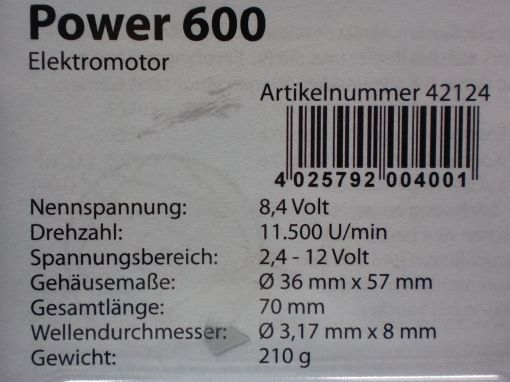 Power 600
Elektromotor
Artikelnummer 42124
4 025792 004001
Nennspannung: 8,4 Volt
Drehzahl: 11.500 U/min
Spannungsbereich: 2,4 - 12 Volt
Gehäusemaße: Ø 36 mm x 57 mm
Gesamtlänge: 70 mm
Wellendurchmesser: Ø 3,17 mm x 8 mm
Gewicht: 210 g